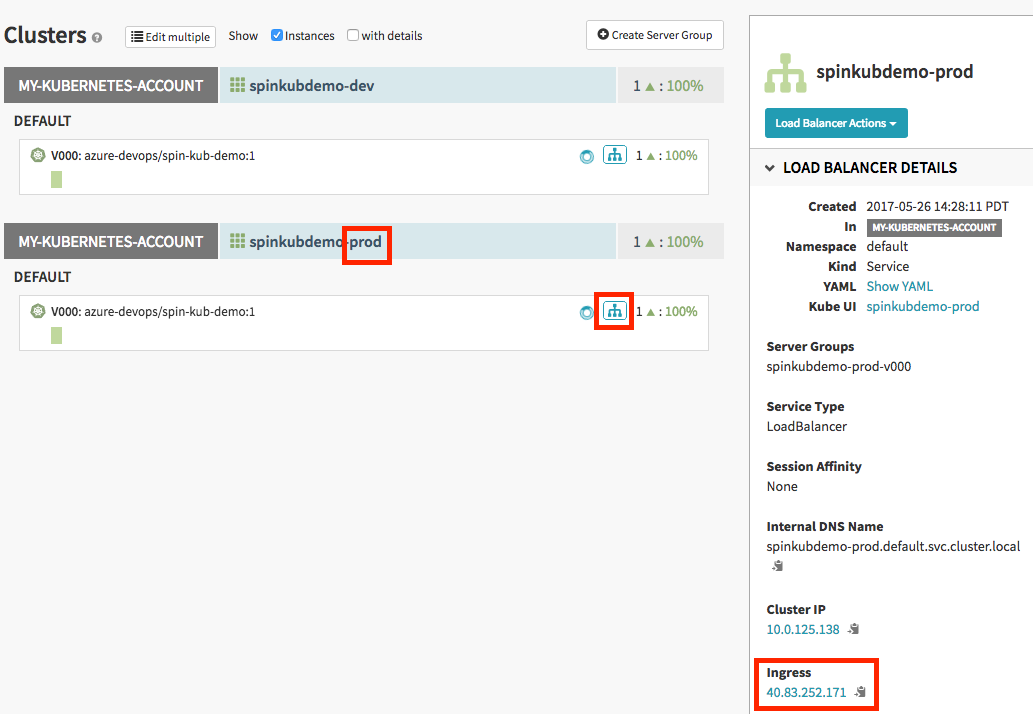 Clusters
Edit multiple
Show Instances with details
Create Server Group
MY-KUBERNETES-ACCOUNT spinkubdemo-dev 1 ▲ : 100%
DEFAULT
V000: azure-devops/spin-kub-demo:1 1 ▲ : 100%
MY-KUBERNETES-ACCOUNT spinkubdemo-prod 1 ▲ : 100%
DEFAULT
V000: azure-devops/spin-kub-demo:1 1 ▲ : 100%
spinkubdemo-prod
Load Balancer Actions
LOAD BALANCER DETAILS
Created 2017-05-26 14:28:11 PDT
In MY-KUBERNETES-ACCOUNT
Namespace default
Kind Service
YAML Show YAML
Kube UI spinkubdemo-prod
Server Groups
spinkubdemo-prod-v000
Service Type
LoadBalancer
Session Affinity
None
Internal DNS Name
spinkubdemo-prod.default.svc.cluster.local
Cluster IP
10.0.125.138
Ingress
40.83.252.171